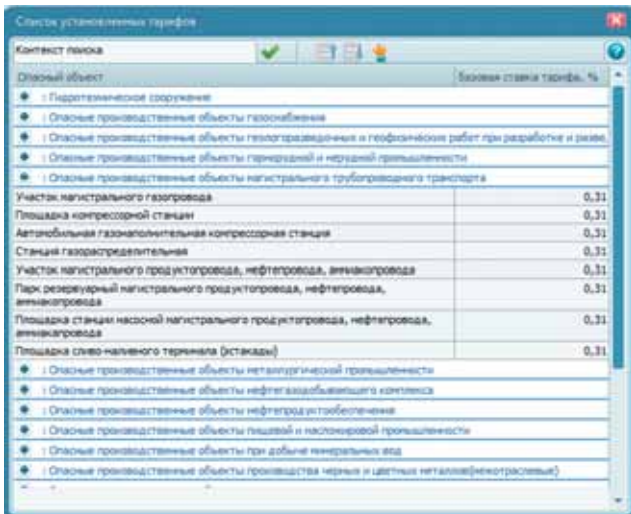 Список установленных тарифов
Контекст поиска
Опасный объект Базовая ставка тарифа, %
: Гидротехническое сооружение
: Опасные производственные объекты газоснабжения
: Опасные производственные объекты геологоразведочных и геофизических работ при разработке и разве,
: Опасные производственные объекты горнорудной и нерудной промышленности
: Опасные производственные объекты магистрального трубопроводного транспорта
Участок магистрального газопровода 0,31
Площадка компрессорной станции 0,31
Автомобильная газонаполнительная компрессорная станция 0,31
Станция газораспределительная 0,31
Участок магистрального продуктопровода, нефтепровода, аммиакопровода 0,31
Парк резервуарный магистрального продуктопровода, нефтепровода, 0,31
аммиакопровода
Площадка станции насосной магистрального продуктопровода, нефтепровода, 0,31
аммиакапровода
Площадка сливо-наливного терминала (эстакады) 0,31
: Опасные производственные объекты металлургической промышленности
: Опасные производственные объекты нефтегазодобывающего комплекса
: Опасные производственные объекты нефтепродуктообеспечения
: Опасные производственные объекты пищевой и масложировой промышленности
: Опасные производственные объекты при добыче минеральных вод
: Опасные производственные объекты производства черных и цветных металлов(межотраслевые)